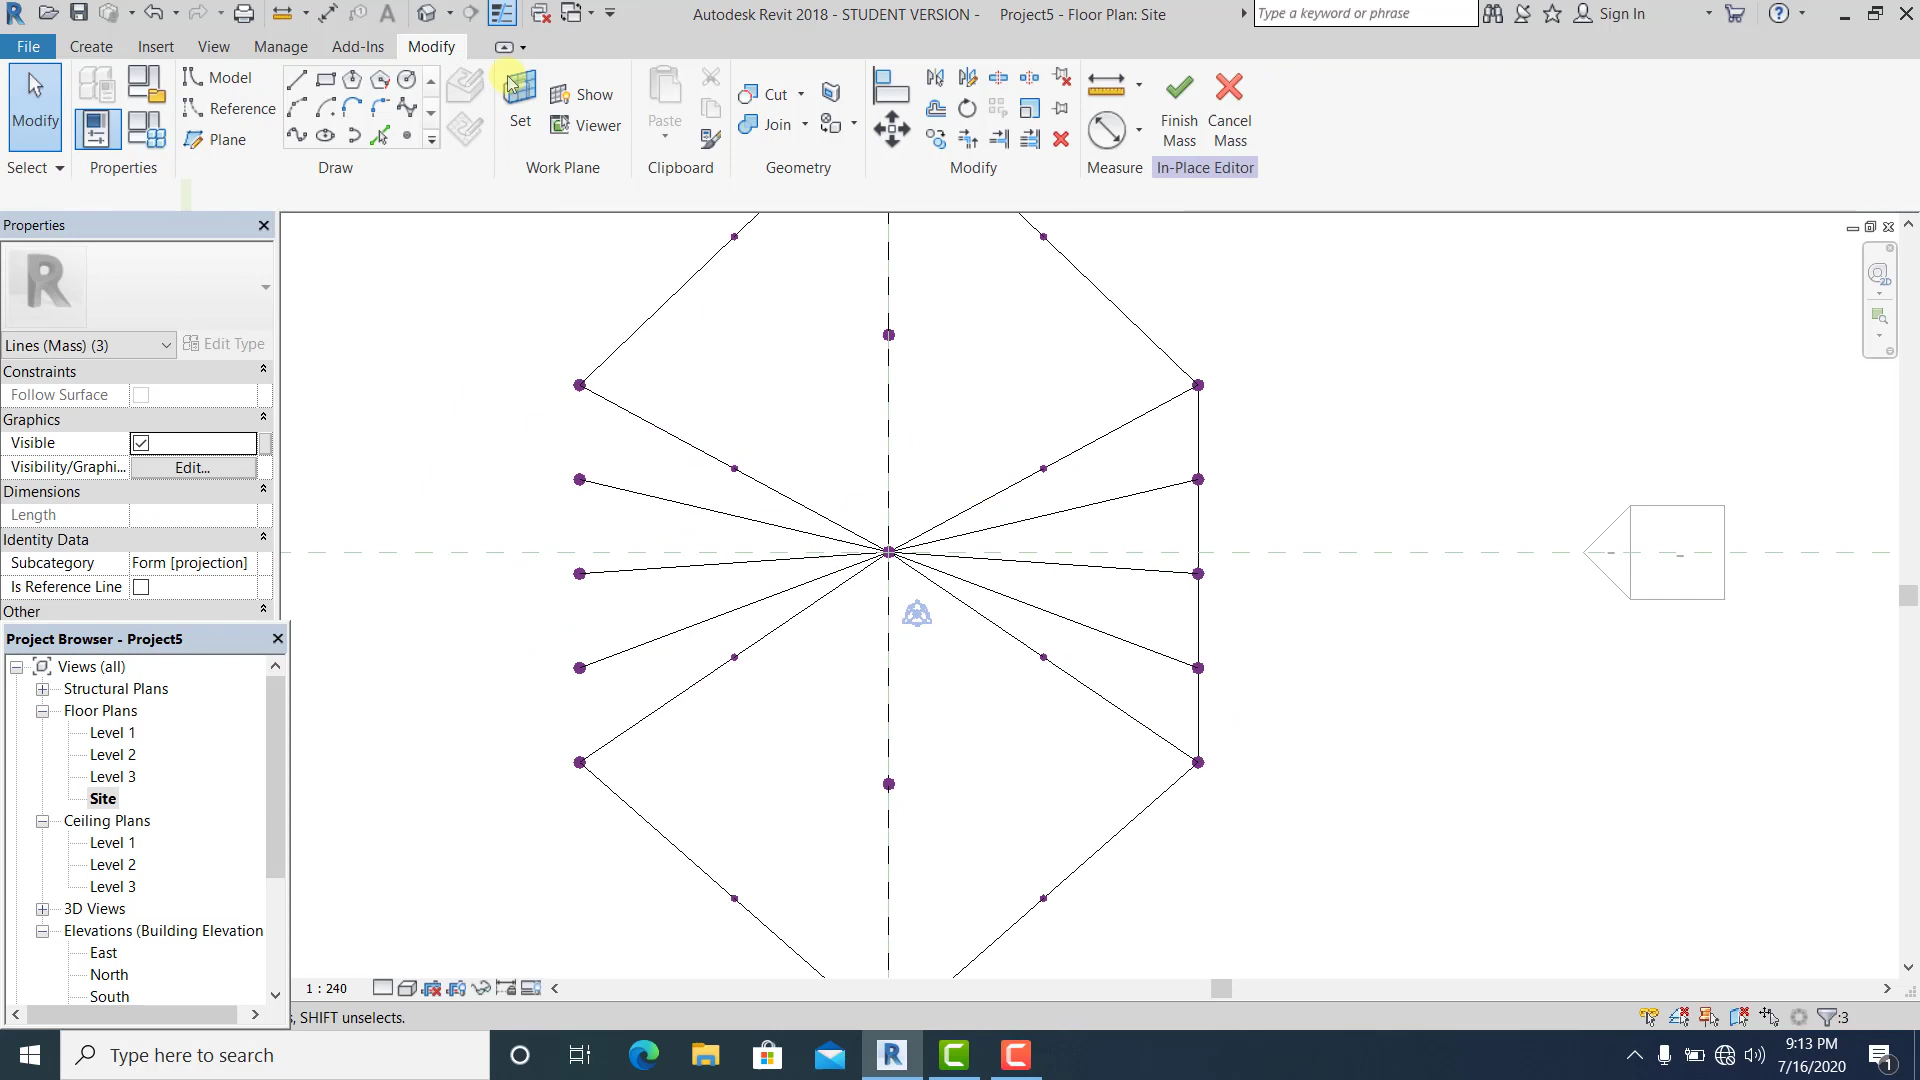 Autodesk Revit 2018 - STUDENT VERSION -    Project5 - Floor Plan: Site
Type a keyword or phrase
Sign In
File Create Insert View Manage Add-Ins Modify
Modify
Select
Properties
Model
Reference
Plane
Draw
Set
Show
Viewer
Work Plane
Paste
Clipboard
Cut
Join
Geometry
Modify
Measure
Finish Mass
Cancel Mass
In-Place Editor
Properties
R
Lines (Mass) (3)
Edit Type
Constraints
Follow Surface
Graphics
Visible
Visibility/Graphi... Edit...
Dimensions
Length
Identity Data
Subcategory Form [projection]
Is Reference Line
Other
Project Browser - Project5
Views (all)
Structural Plans
Floor Plans
Level 1
Level 2
Level 3
Site
Ceiling Plans
Level 1
Level 2
Level 3
3D Views
Elevations (Building Elevation
East
North
South
2D
1 : 240
, SHIFT unselects.
:3
Type here to search
9:13 PM
7/16/2020
1